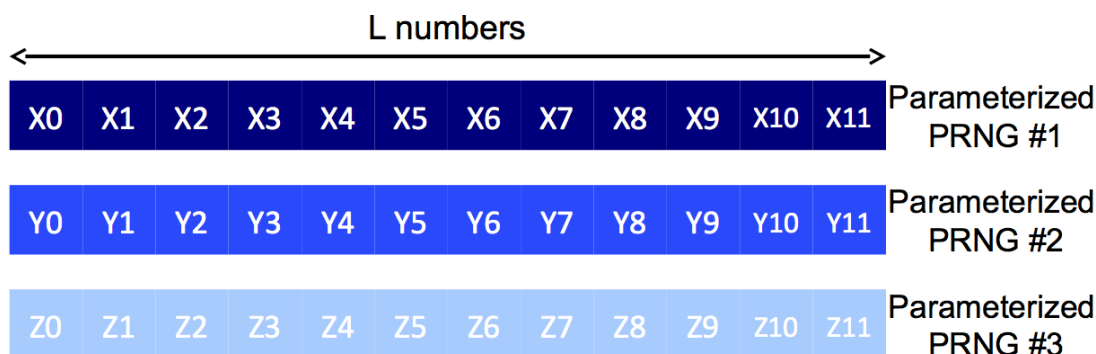 L numbers
X0 X1 X2 X3 X4 X5 X6 X7 X8 X9 X10 X11
Parameterized
PRNG #1
Y0 Y1 Y2 Y3 Y4 Y5 Y6 Y7 Y8 Y9 Y10 Y11
Parameterized
PRNG #2
Z0 Z1 Z2 Z3 Z4 Z5 Z6 Z7 Z8 Z9 Z10 Z11
Parameterized
PRNG #3